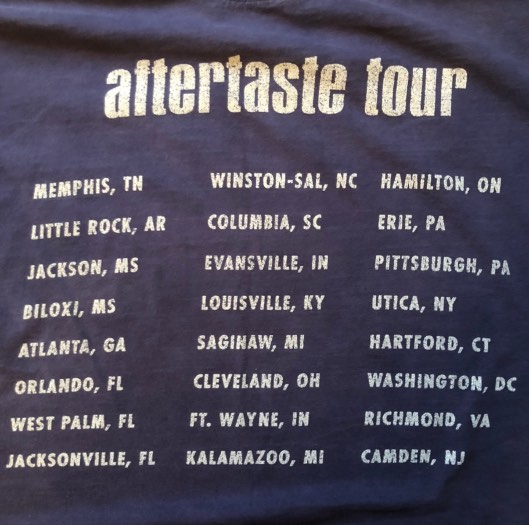 aftertaste tour
MEMPHIS, TN
LITTLE ROCK, AR
JACKSON, MS
BILOXI, MS
ATLANTA, GA
ORLANDO, FL
WEST PALM, FL
JACKSONVILLE, FL
WINSTON-SAL, NC
COLUMBIA, SC
EVANSVILLE, IN
LOUISVILLE, KY
SAGINAW, MI
CLEVELAND, OH
FT. WAYNE, IN
KALAMAZOO, MI
HAMILTON, ON
ERIE, PA
PITTSBURGH, PA
UTICA, NY
HARTFORD, CT
WASHINGTON, DC
RICHMOND, VA
CAMDEN, NJ